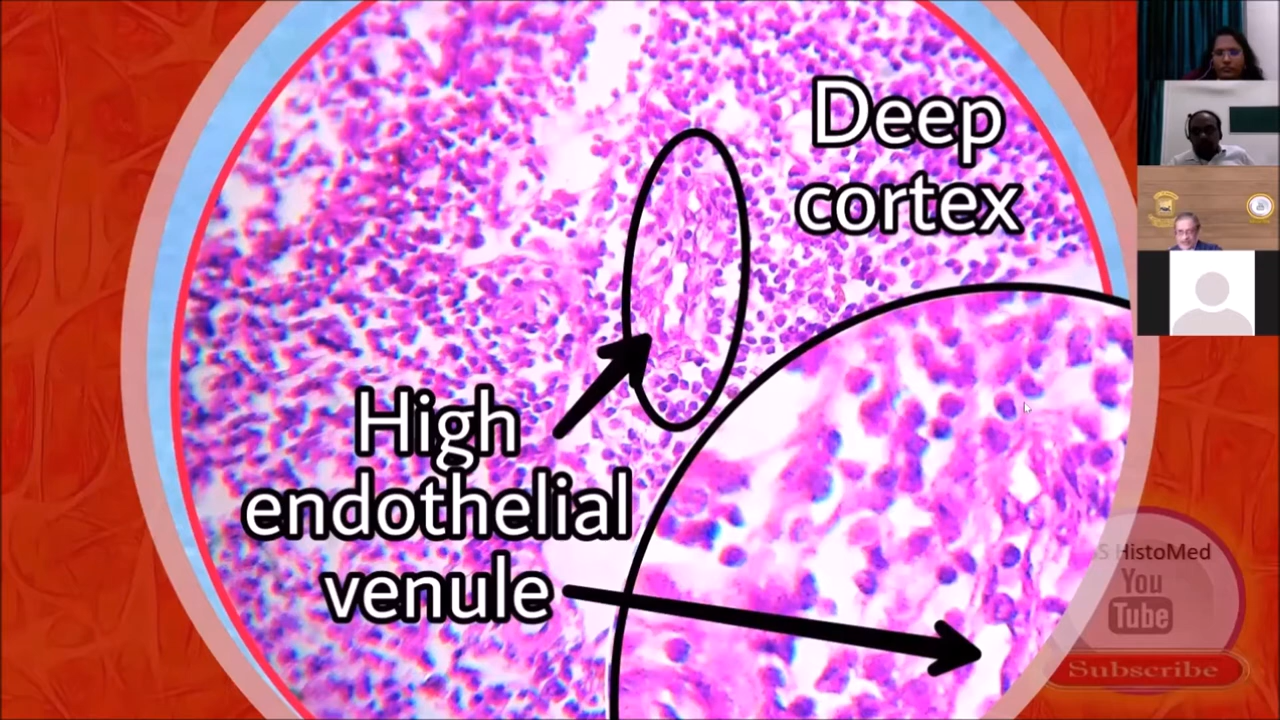 Deep
cortex
High
endothelial
venule
S HistoMed
You
Tube
Subscribe